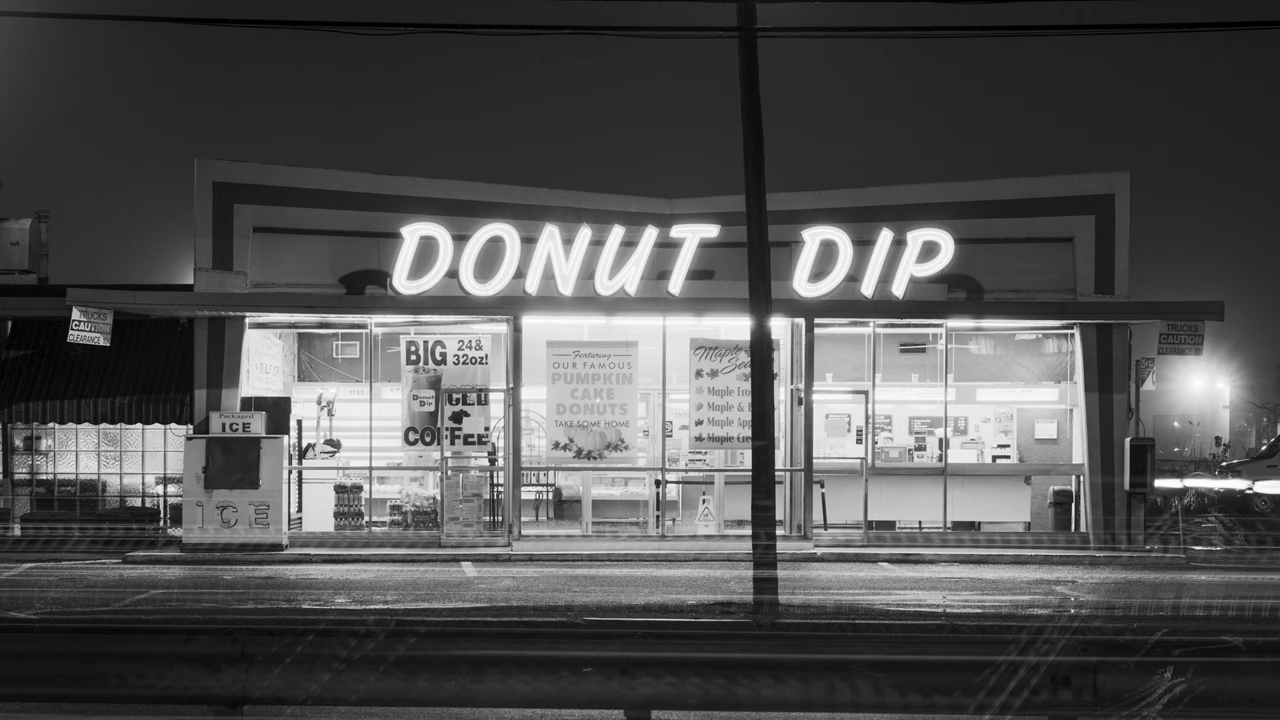 DONUT DIP
TRUCKS
CAUTION
CLEARANCE
BIG 24&
32oz!
Donut
Dip
ICED
COFFEE
Featuring
OUR FAMOUS
PUMPKIN
CAKE
DONUTS
TAKE SOME HOME
Maple
Maple
Maple &
Maple
Maple
TRUCKS
CAUTION
CLEARANCE
Packaged
ICE
ICE